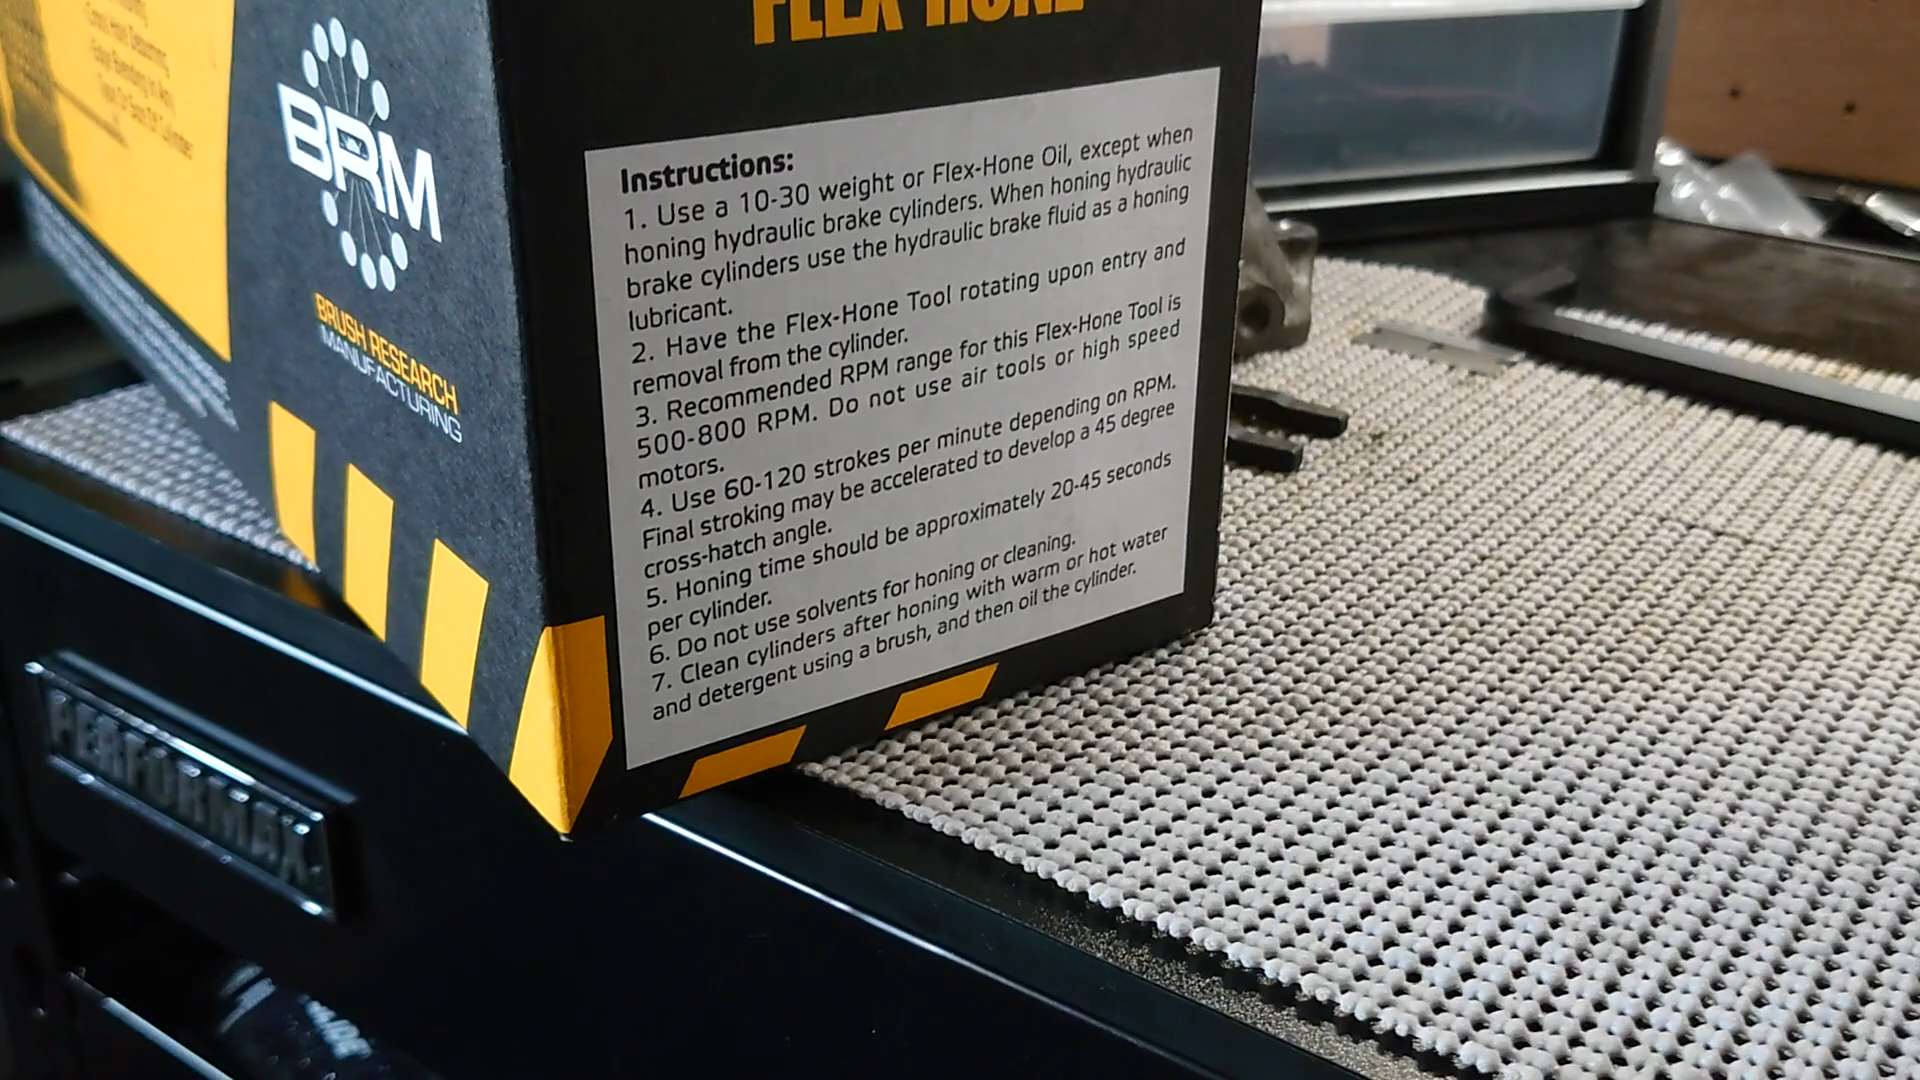 FLEX-HONE
Cylinder
BRM
BRUSH RESEARCH
MANUFACTURING
Instructions:
1. Use a 10-30 weight or Flex-Hone Oil, except when
honing hydraulic brake cylinders. When honing hydraulic
brake cylinders use the hydraulic brake fluid as a honing
lubricant.
2. Have the Flex-Hone Tool rotating upon entry and
removal from the cylinder.
3. Recommended RPM range for this Flex-Hone Tool is
500-800 RPM. Do not use air tools or high speed
motors.
4. Use 60-120 strokes per minute depending on RPM.
Final stroking may be accelerated to develop a 45 degree
cross-hatch angle.
5. Honing time should be approximately 20-45 seconds
per cylinder.
6. Do not use solvents for honing or cleaning.
7. Clean cylinders after honing with warm or hot water
and detergent using a brush, and then oil the cylinder.
PERFORMAX